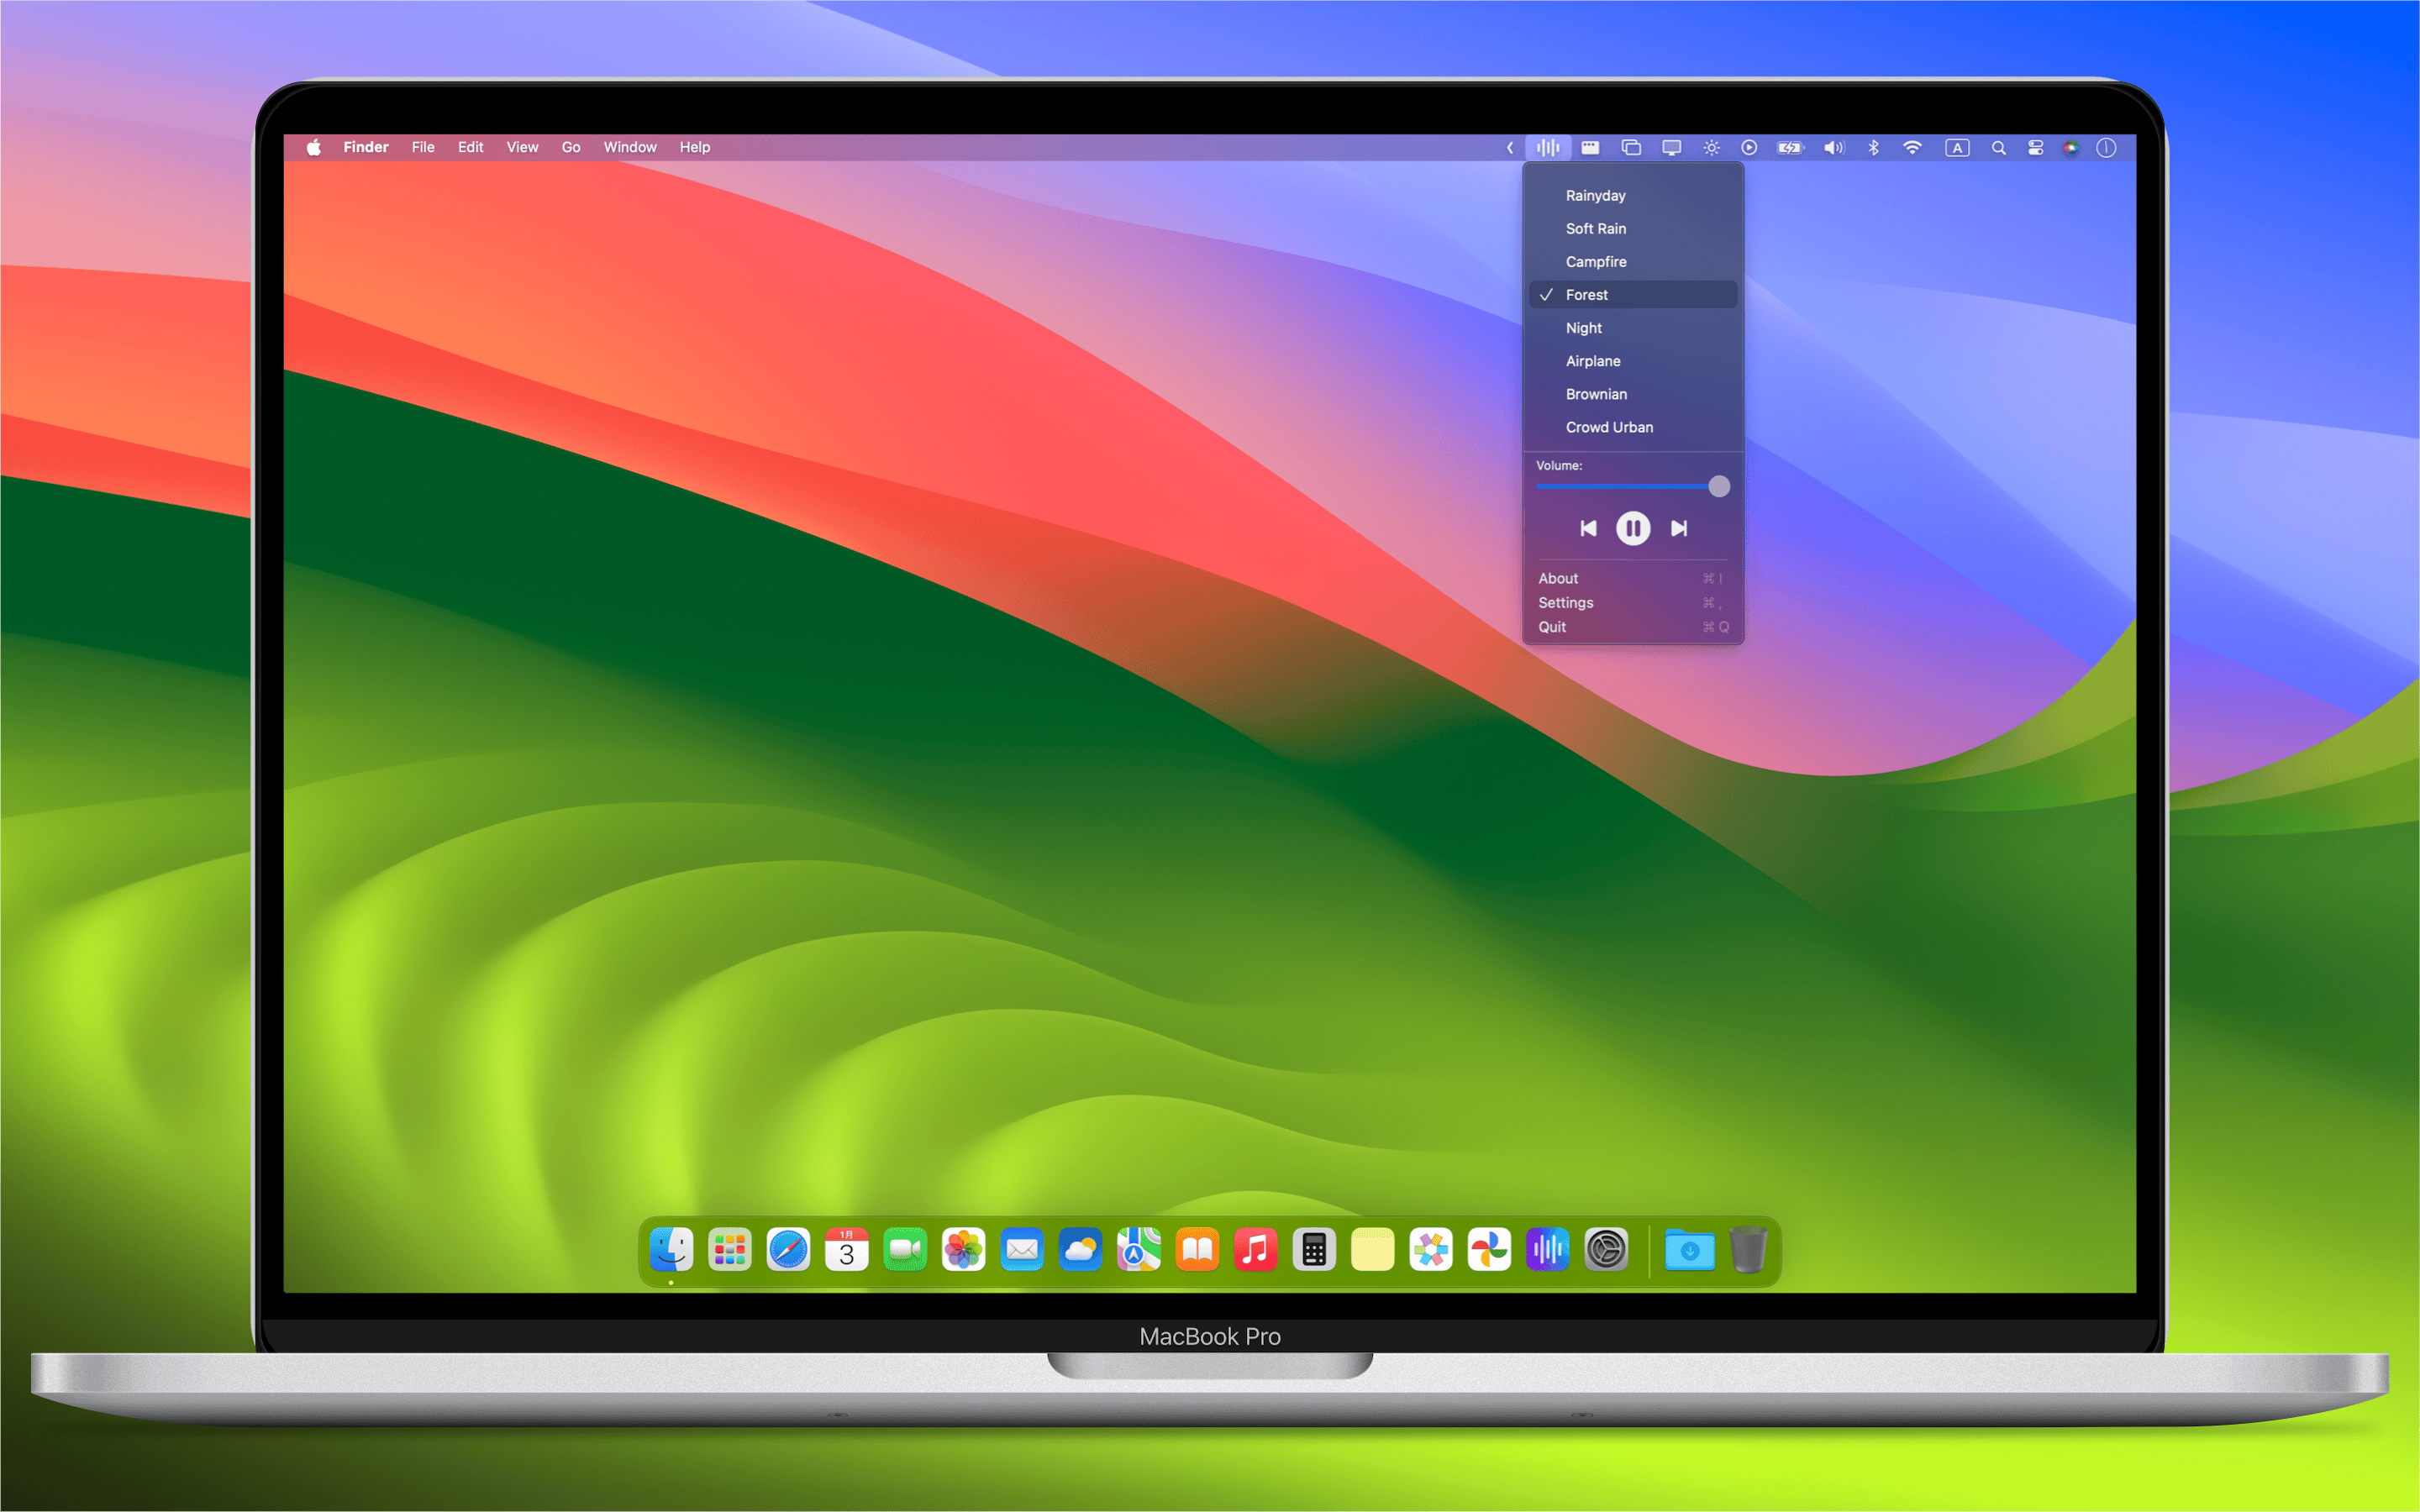 Finder File Edit View Go Window Help A
Rainyday
Soft Rain
Campfire
✓ Forest
Night
Airplane
Brownian
Crowd Urban
Volume:
About ⌘ I
Settings ⌘ ,
Quit ⌘ Q
1月
3
MacBook Pro